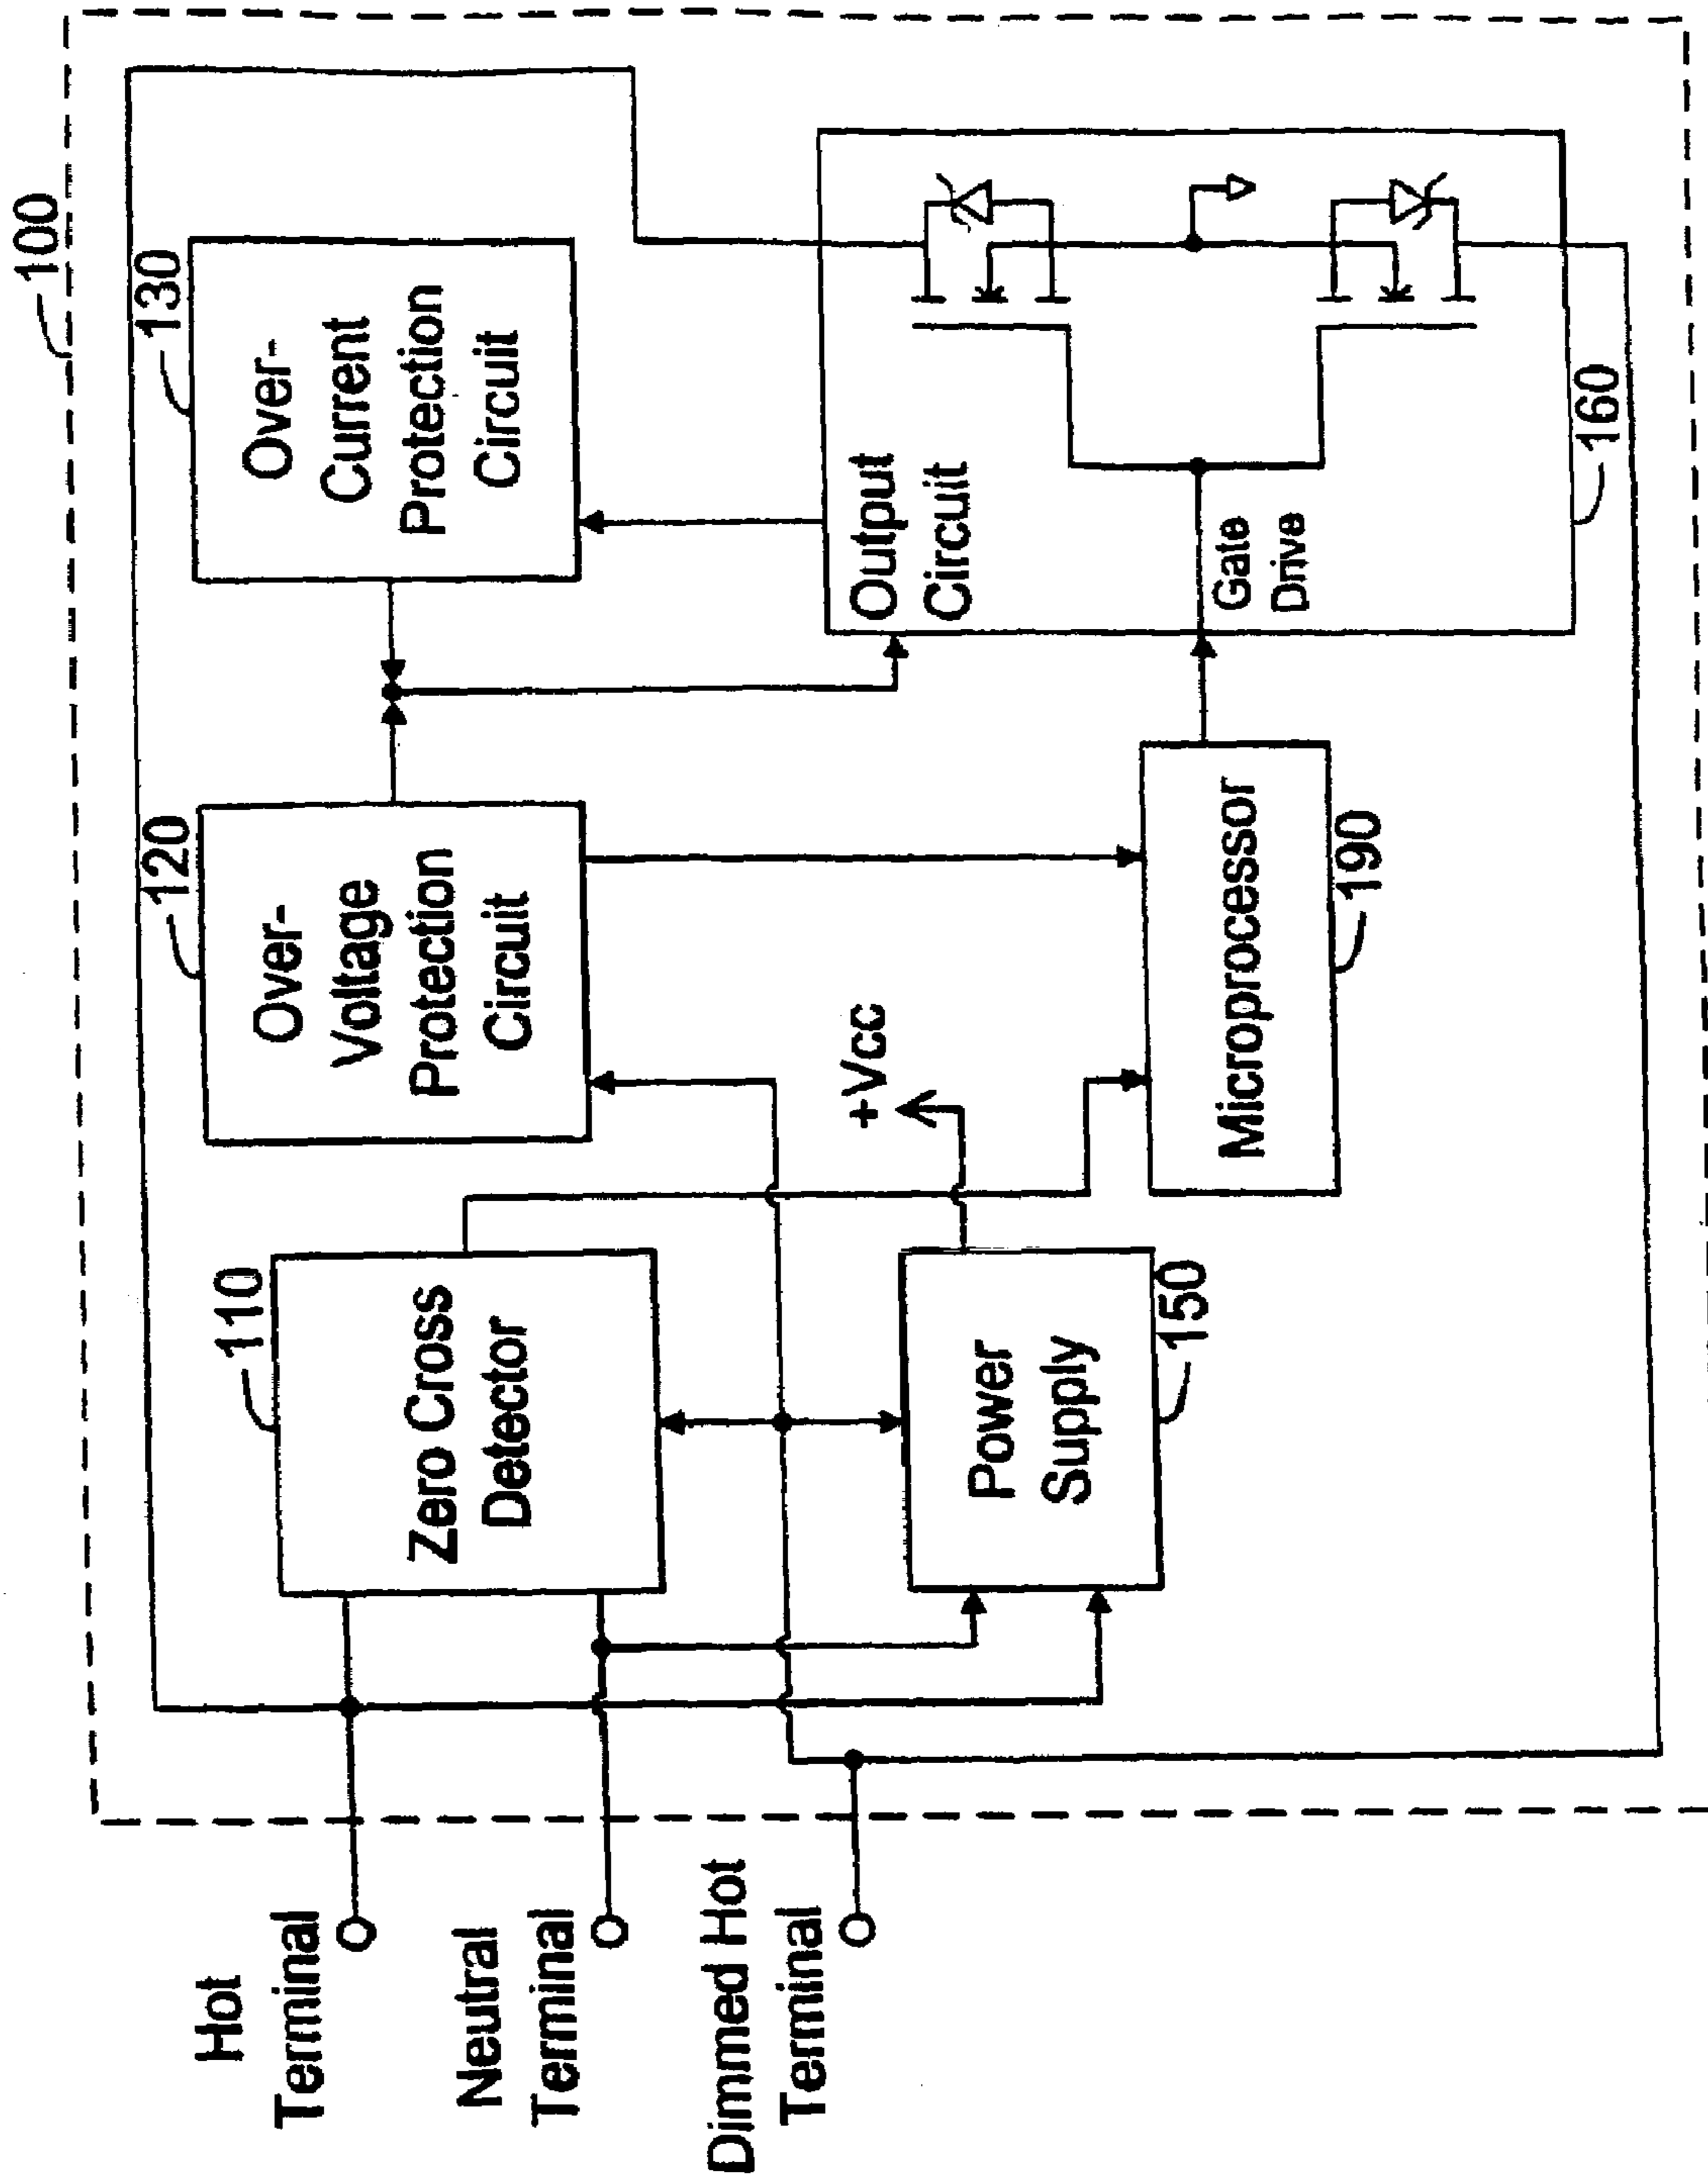 100
Hot
Terminal
Neutral
Terminal
Dimmed Hot
Terminal
110
Zero Cross
Detector
120
Over-
Voltage
Protection
Circuit
130
Over-
Current
Protection
Circuit
+Vcc
Power
Supply
150
Microprocessor
190
Output
Circuit
Gate
Drive
160